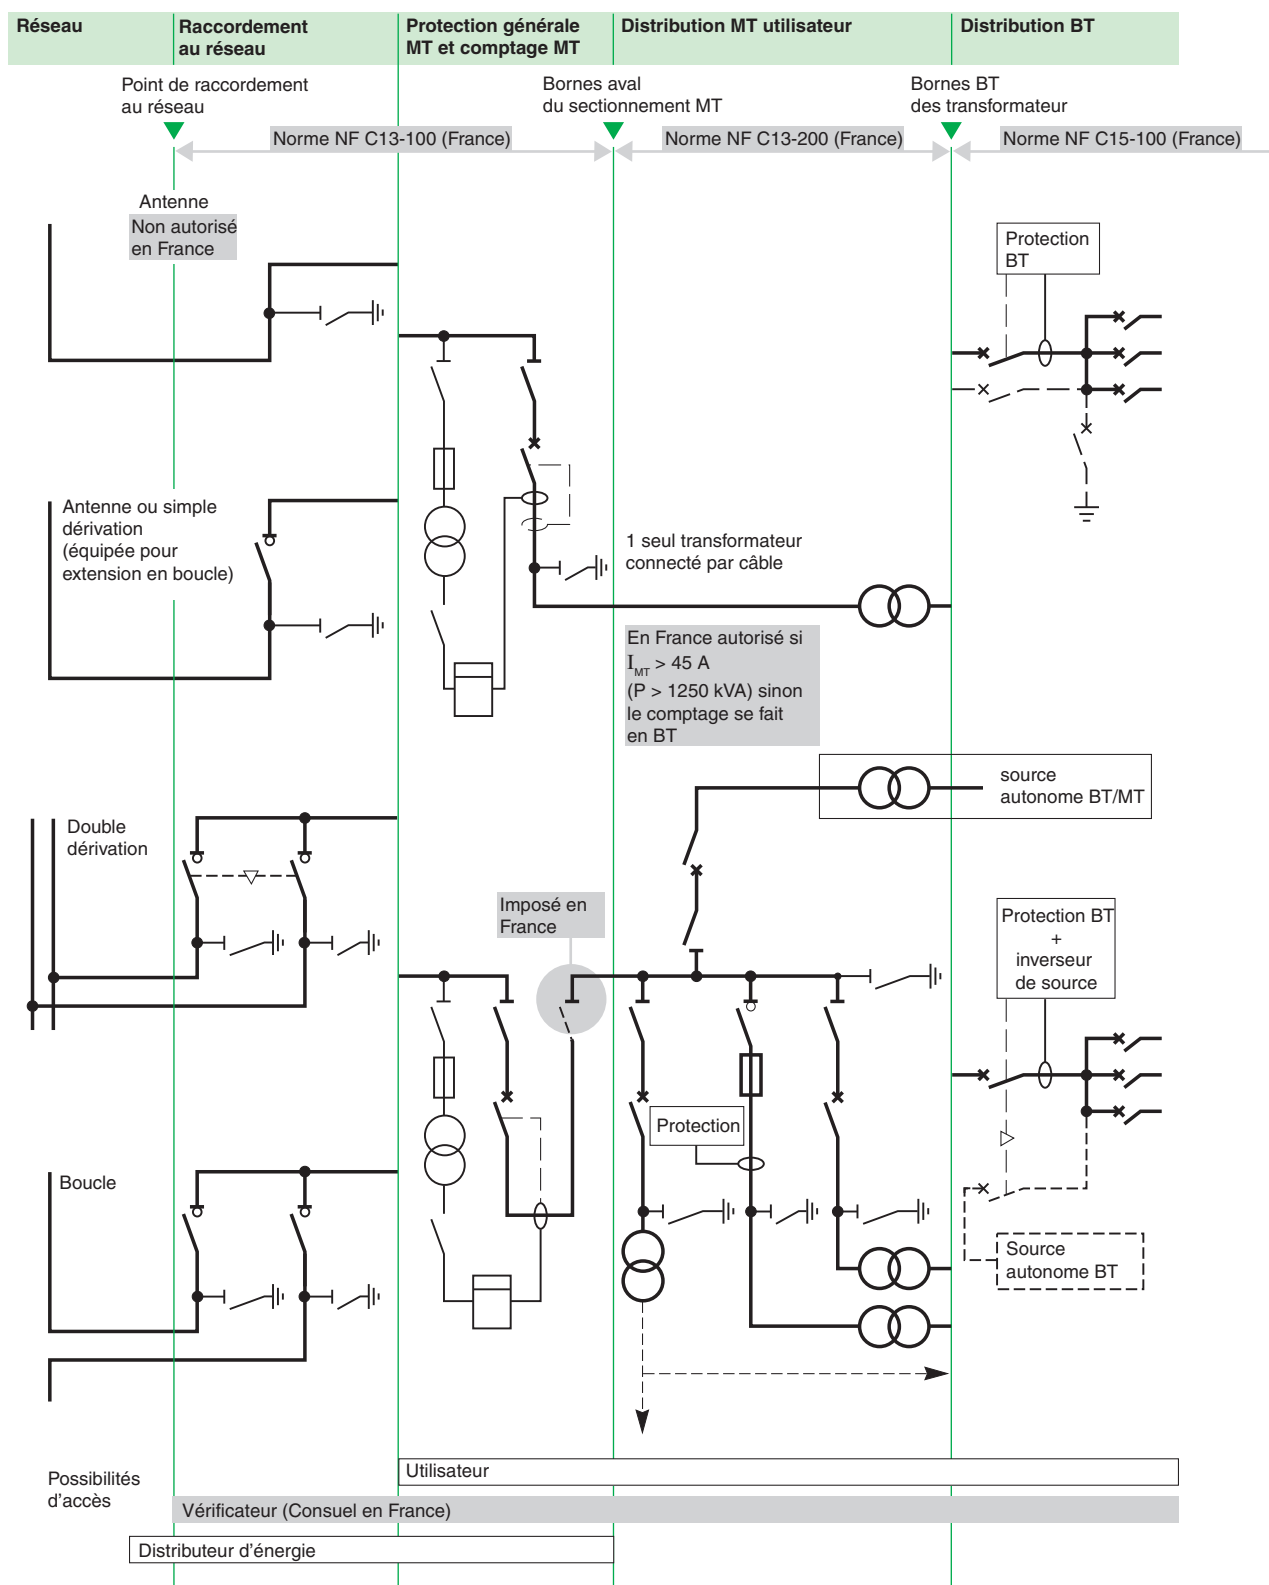 Réseau
Raccordement
au réseau
Protection générale
MT et comptage MT
Distribution MT utilisateur
Distribution BT
Point de raccordement
au réseau
Bornes aval
du sectionnement MT
Bornes BT
des transformateur
Norme NF C13-100 (France)
Norme NF C13-200 (France)
Norme NF C15-100 (France)
Antenne
Non autorisé
en France
Protection
BT
Antenne ou simple
dérivation
(équipée pour
extension en boucle)
1 seul transformateur
connecté par câble
En France autorisé si
IMT > 45 A
(P > 1250 kVA) sinon
le comptage se fait
en BT
source
autonome BT/MT
Double
dérivation
Imposé en
France
Protection BT
+
inverseur
de source
Protection
Boucle
Source
autonome BT
Possibilités
d'accès
Utilisateur
Vérificateur (Consuel en France)
Distributeur d'énergie